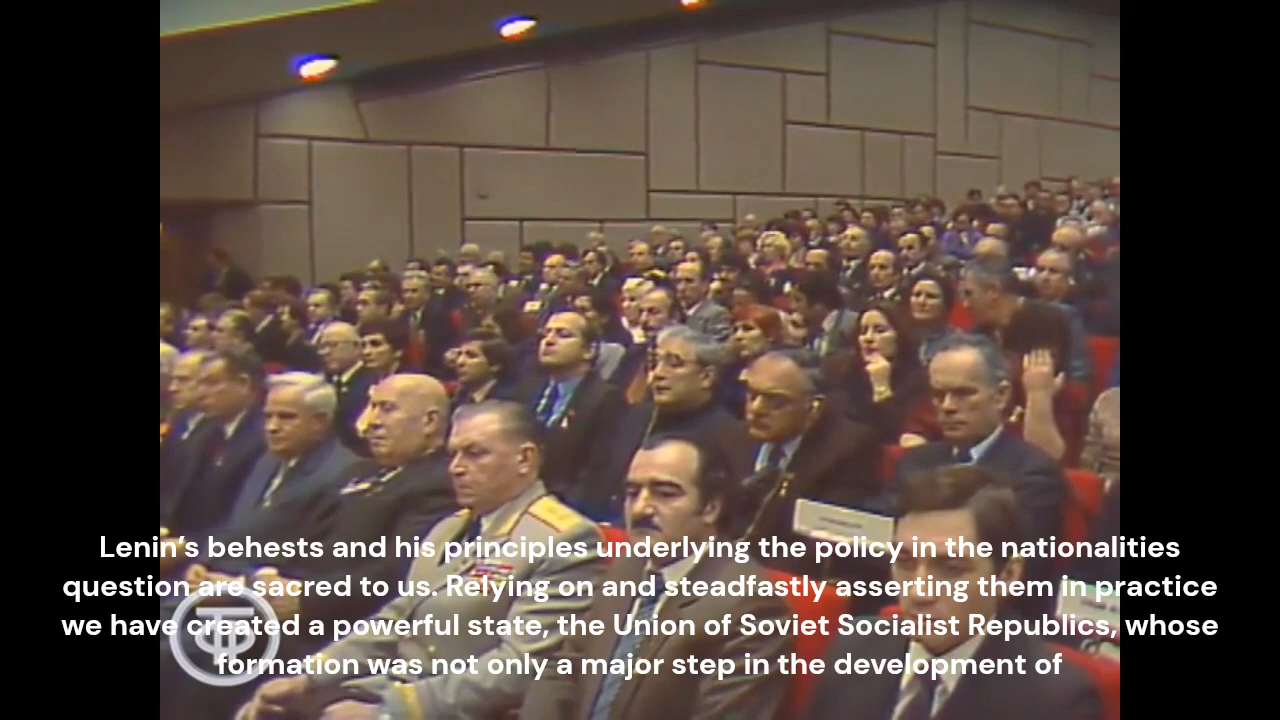 Lenin's behests and his principles underlying the policy in the nationalities
question are sacred to us. Relying on and steadfastly asserting them in practice
we have created a powerful state, the Union of Soviet Socialist Republics, whose
formation was not only a major step in the development of